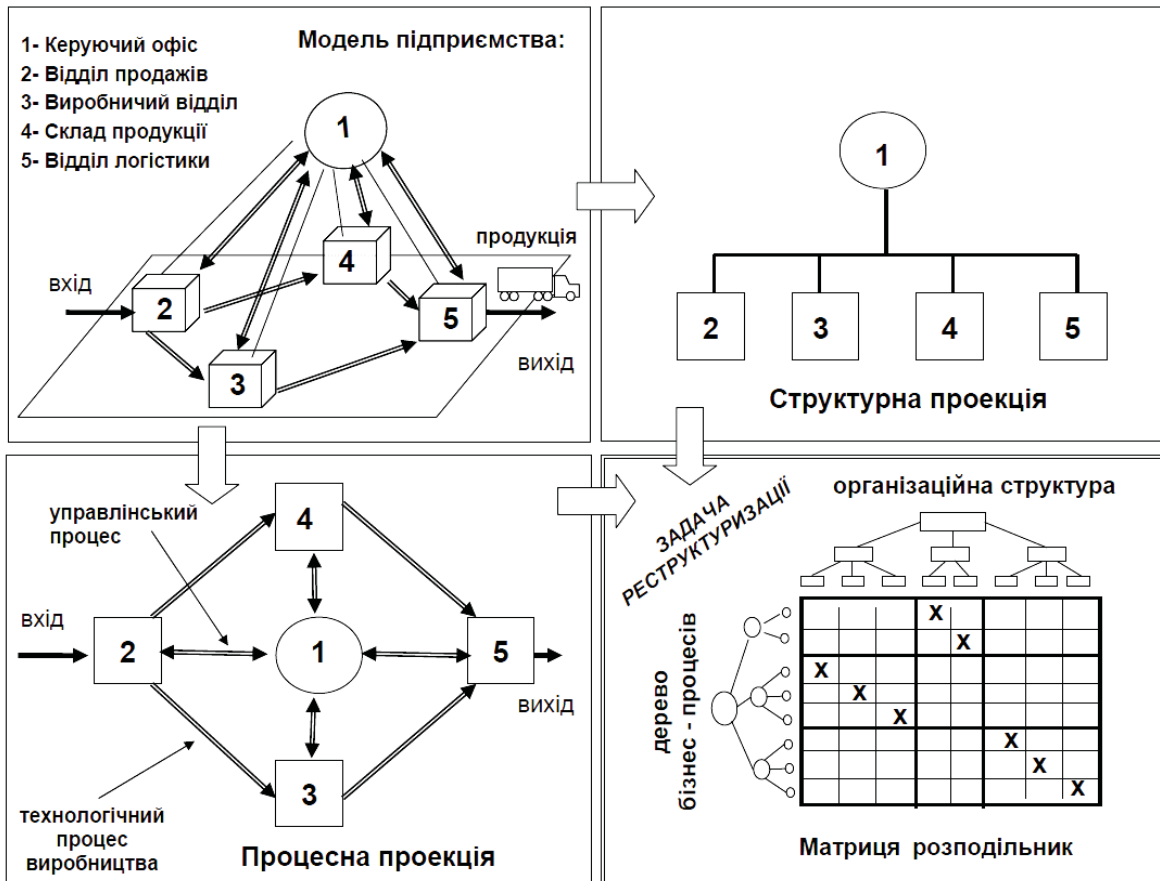 1- Керуючий офіс
2- Відділ продажів
3- Виробничий відділ
4- Склад продукції
5- Відділ логістики
Модель підприємства:
1
2
3
4
5
вхід
продукція
вихід
1
2
3
4
5
Структурна проекція
управлінський
процес
вхід
4
2
1
5
3
вихід
технологічний
процес
виробництва
Процесна проекція
ЗАДАЧА
РЕСТРУКТУРИЗАЦІЇ
організаційна структура
дерево
бізнес - процесів
X
X
X
X
X
X
X
X
Матриця розподільник